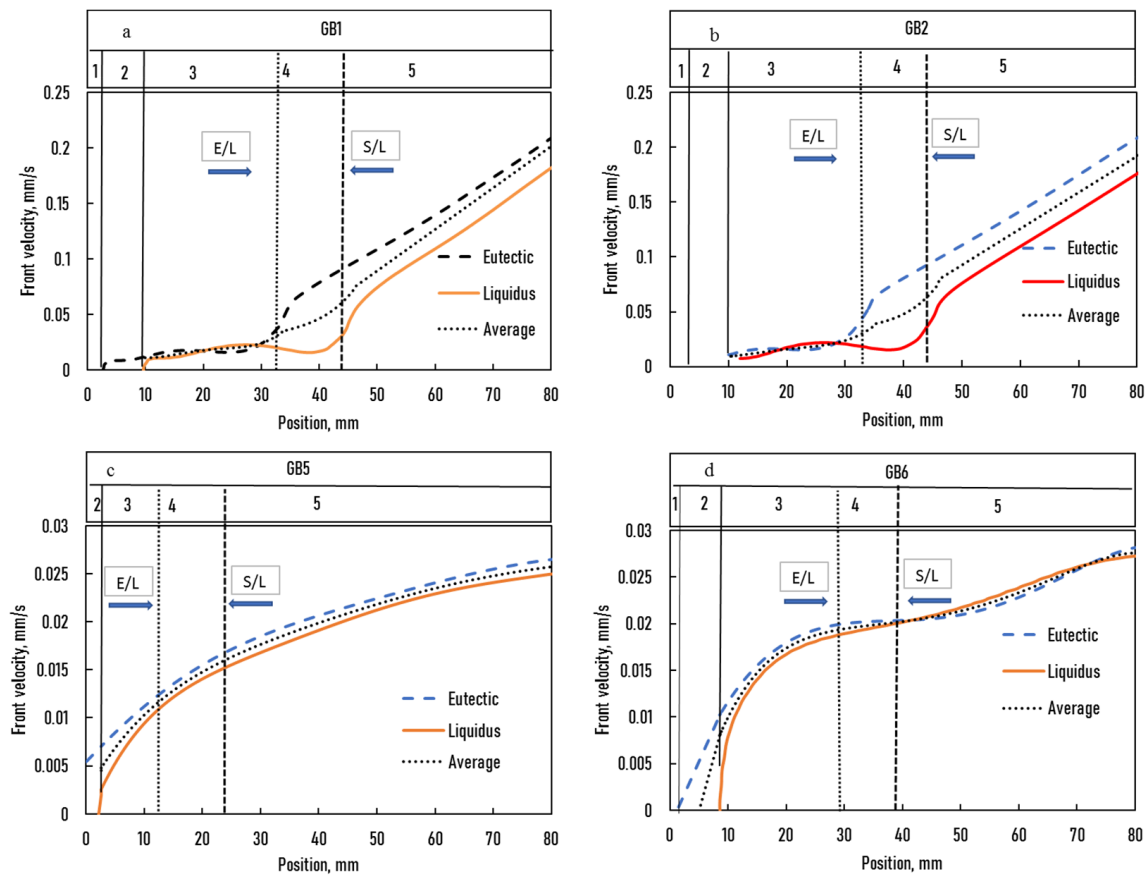 a GB1
1 2 3 4 5
0.25
0.2
0.15
0.1
0.05
0
Front velocity, mm/s
E/L
S/L
Eutectic
Liquidus
Average
0 10 20 30 40 50 60 70 80
Position, mm
b GB2
1 2 3 4 5
0.25
0.2
0.15
0.1
0.05
0
Front velocity, mm/s
E/L
S/L
Eutectic
Liquidus
Average
0 10 20 30 40 50 60 70 80
Position, mm
c GB5
2 3 4 5
0.03
0.025
0.02
0.015
0.01
0.005
0
Front velocity, mm/s
E/L
S/L
Eutectic
Liquidus
Average
0 10 20 30 40 50 60 70 80
Position, mm
d GB6
1 2 3 4 5
0.03
0.025
0.02
0.015
0.01
0.005
0
Front velocity, mm/s
E/L
S/L
Eutectic
Liquidus
Average
0 10 20 30 40 50 60 70 80
Position, mm